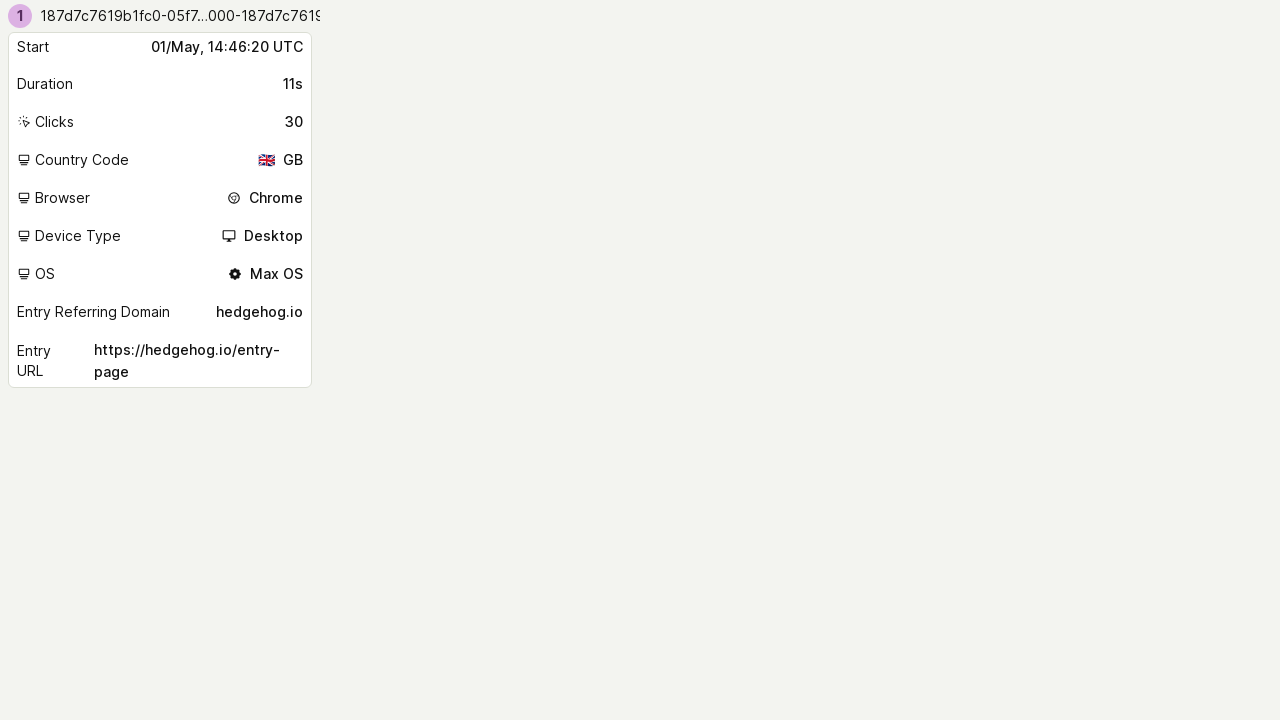 1 187d7c7619b1fc0-05f7...000-187d7c7619
Start 01/May, 14:46:20 UTC
Duration 11s
Clicks 30
Country Code GB
Browser Chrome
Device Type Desktop
OS Max OS
Entry Referring Domain hedgehog.io
Entry URL https://hedgehog.io/entry-
page